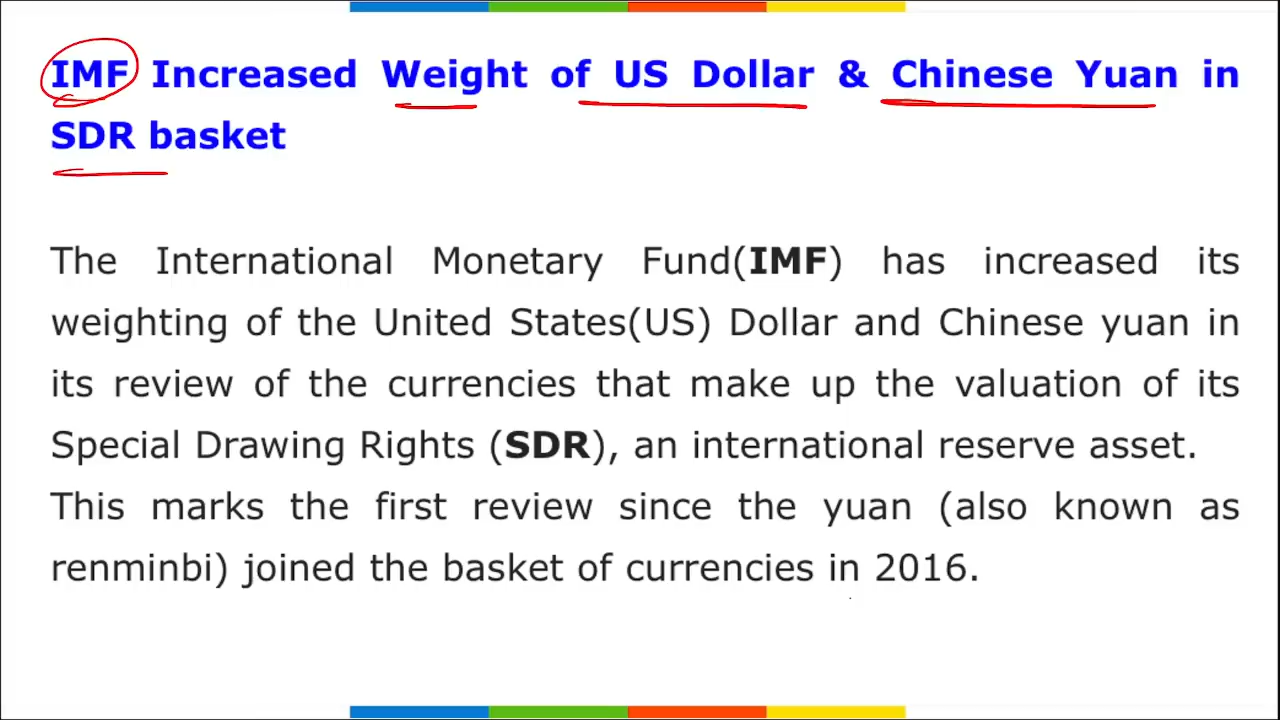 IMF Increased Weight of US Dollar & Chinese Yuan in
SDR basket
The International Monetary Fund(IMF) has increased its
weighting of the United States(US) Dollar and Chinese yuan in
its review of the currencies that make up the valuation of its
Special Drawing Rights (SDR), an international reserve asset.
This marks the first review since the yuan (also known as
renminbi) joined the basket of currencies in 2016.